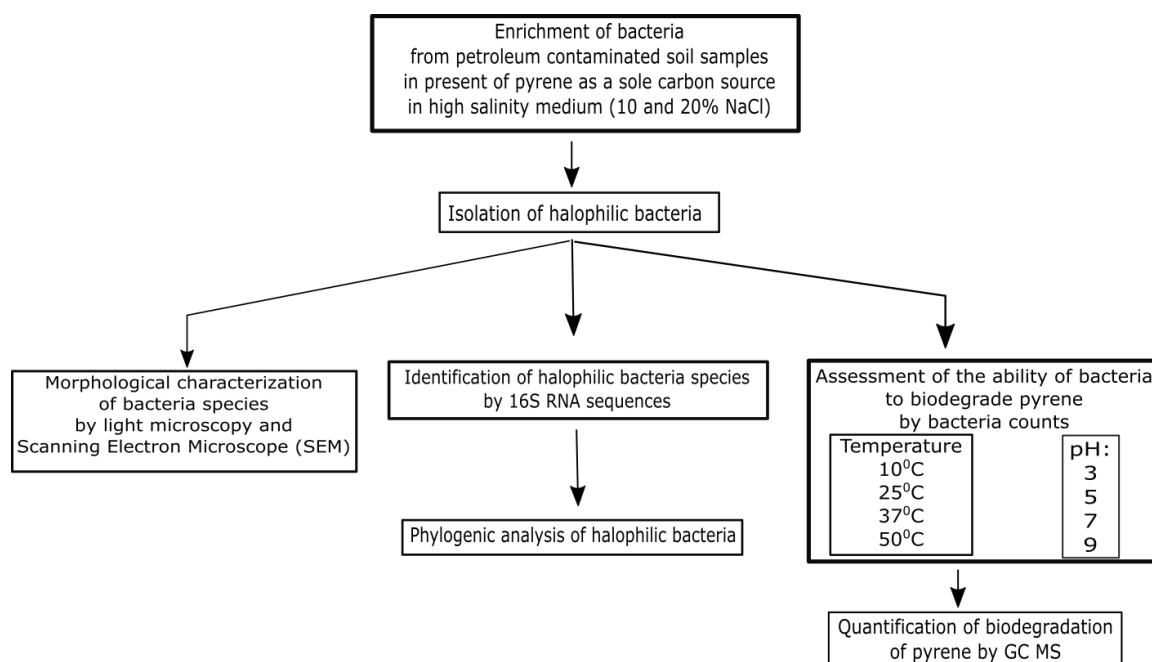 Enrichment of bacteria
from petroleum contaminated soil samples
in present of pyrene as a sole carbon source
in high salinity medium (10 and 20% NaCl)
Isolation of halophilic bacteria
Morphological characterization
of bacteria species
by light microscopy and
Scanning Electron Microscope (SEM)
Identification of halophilic bacteria species
by 16S RNA sequences
Phylogenic analysis of halophilic bacteria
Assessment of the ability of bacteria
to biodegrade pyrene
by bacteria counts
Temperature
10⁰C
25⁰C
37⁰C
50⁰C
pH:
3
5
7
9
Quantification of biodegradation
of pyrene by GC MS